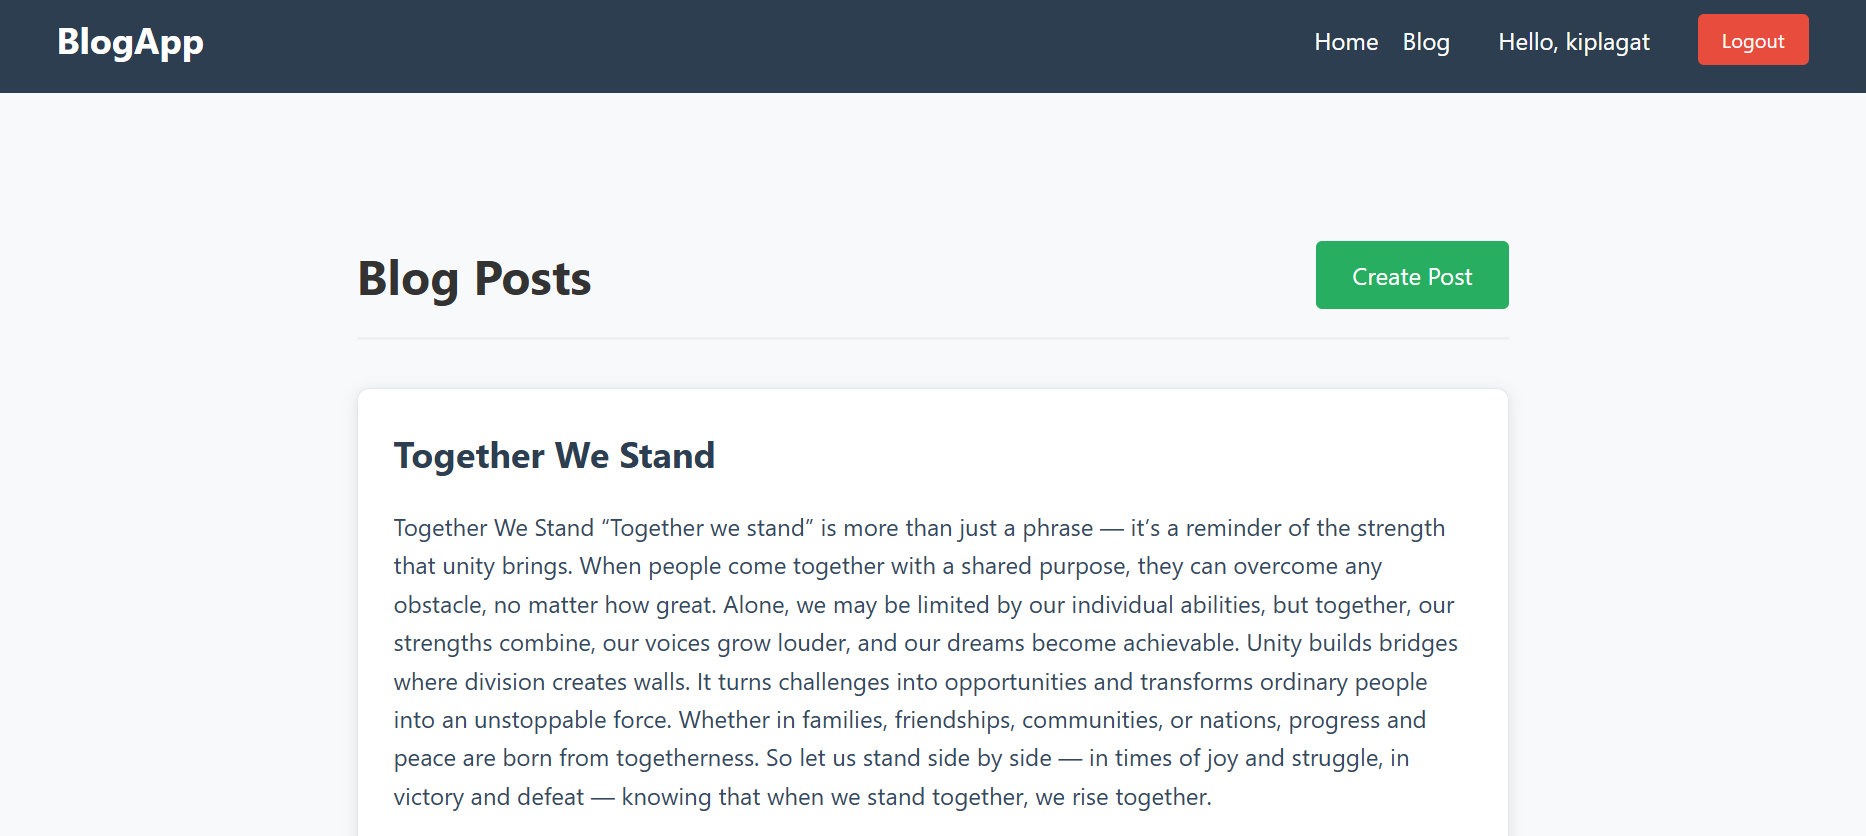 BlogApp
Home Blog Hello, kiplagat Logout
Blog Posts
Create Post
Together We Stand
Together We Stand “Together we stand” is more than just a phrase — it’s a reminder of the strength
that unity brings. When people come together with a shared purpose, they can overcome any
obstacle, no matter how great. Alone, we may be limited by our individual abilities, but together, our
strengths combine, our voices grow louder, and our dreams become achievable. Unity builds bridges
where division creates walls. It turns challenges into opportunities and transforms ordinary people
into an unstoppable force. Whether in families, friendships, communities, or nations, progress and
peace are born from togetherness. So let us stand side by side — in times of joy and struggle, in
victory and defeat — knowing that when we stand together, we rise together.